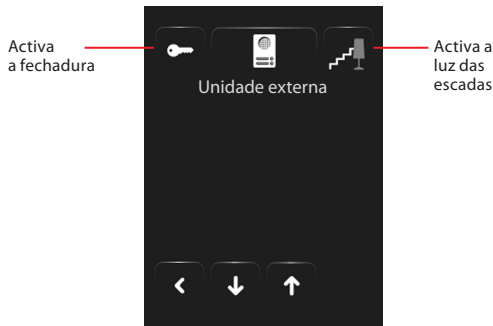 Activa
a fechadura
Unidade externa
Activa a
luz das
escadas